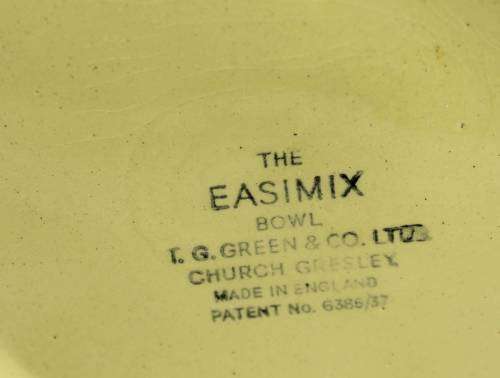 THE
EASIMIX
BOWL
T. G. GREEN & CO. LTD.
CHURCH GRESLEY
MADE IN ENGLAND
PATENT No. 6386/37